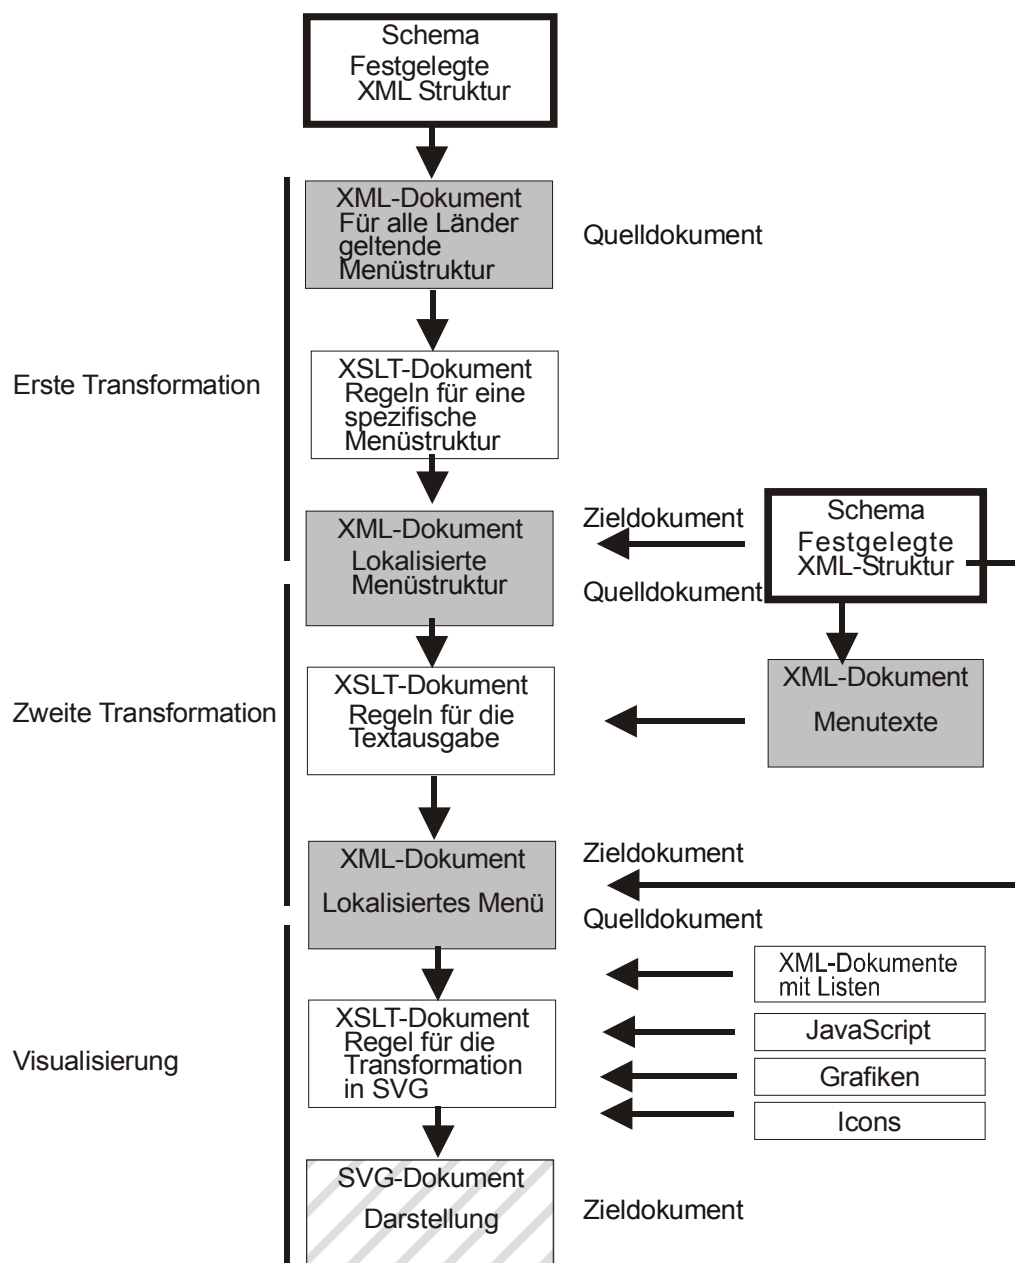 Schema
Festgelegte
XML Struktur
XML-Dokument
Für alle Länder
geltende
Menüstruktur
Quelldokument
XSLT-Dokument
Regeln für eine
spezifische
Menüstruktur
Erste Transformation
XML-Dokument
Lokalisierte
Menüstruktur
Zieldokument
Quelldokument
Schema
Festgelegte
XML-Struktur
XSLT-Dokument
Regeln für die
Textausgabe
Zweite Transformation
XML-Dokument
Menutexte
XML-Dokument
Lokalisiertes Menü
Zieldokument
Quelldokument
XML-Dokumente
mit Listen
XSLT-Dokument
Regel für die
Transformation
in SVG
Visualisierung
JavaScript
Grafiken
Icons
SVG-Dokument
Darstellung
Zieldokument